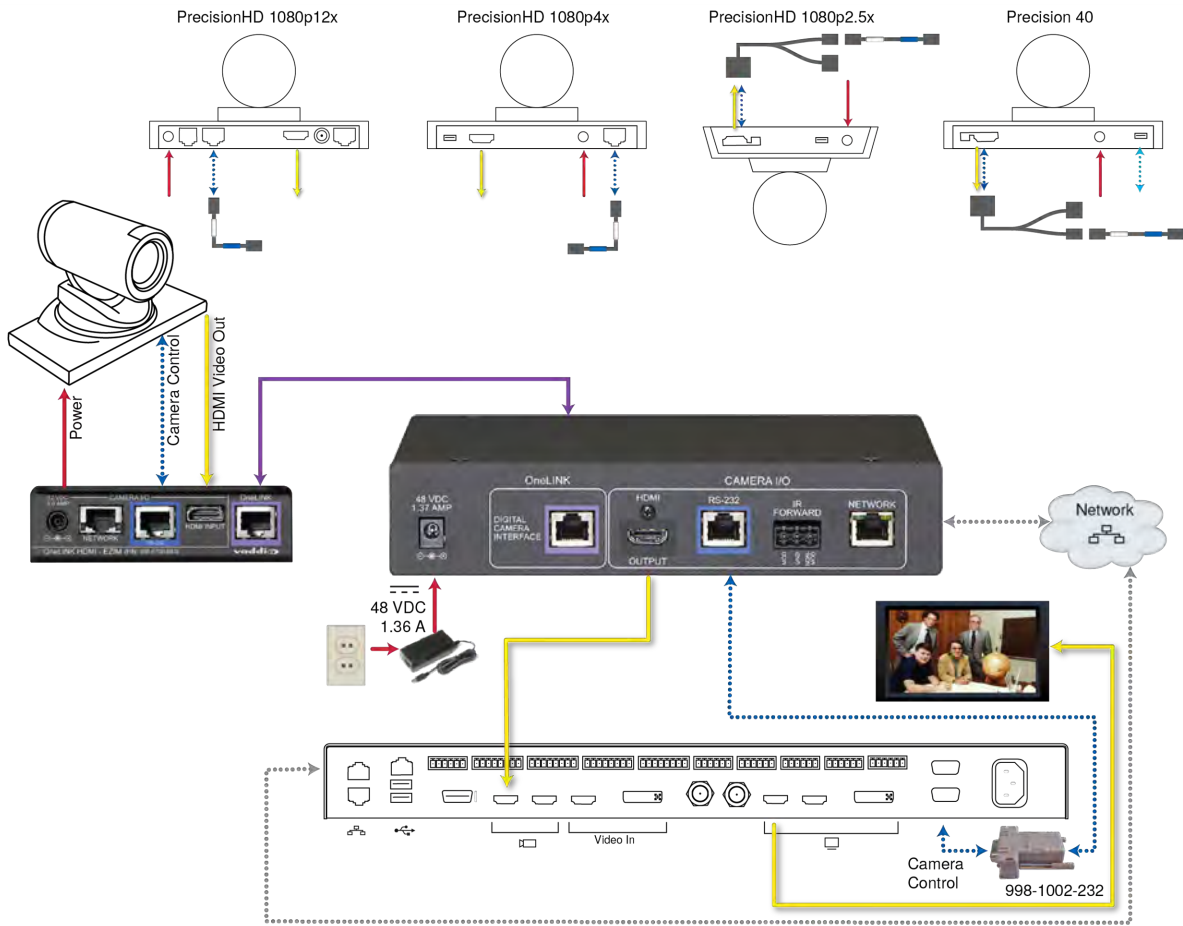 PrecisionHD 1080p12x
PrecisionHD 1080p4x
PrecisionHD 1080p2.5x
Precision 40
Power
Camera Control
HDMI Video Out
CAMERA I/O
OneLINK
NETWORK
HDMI INPUT
OneLINK HDMI - EZIM
vaddio
OneLINK
CAMERA I/O
48 VDC
1.37 AMP
DIGITAL
CAMERA
INTERFACE
HDMI
OUTPUT
RS-232
IR
FORWARD
NETWORK
Network
48 VDC
1.36 A
Video In
Camera
Control
998-1002-232